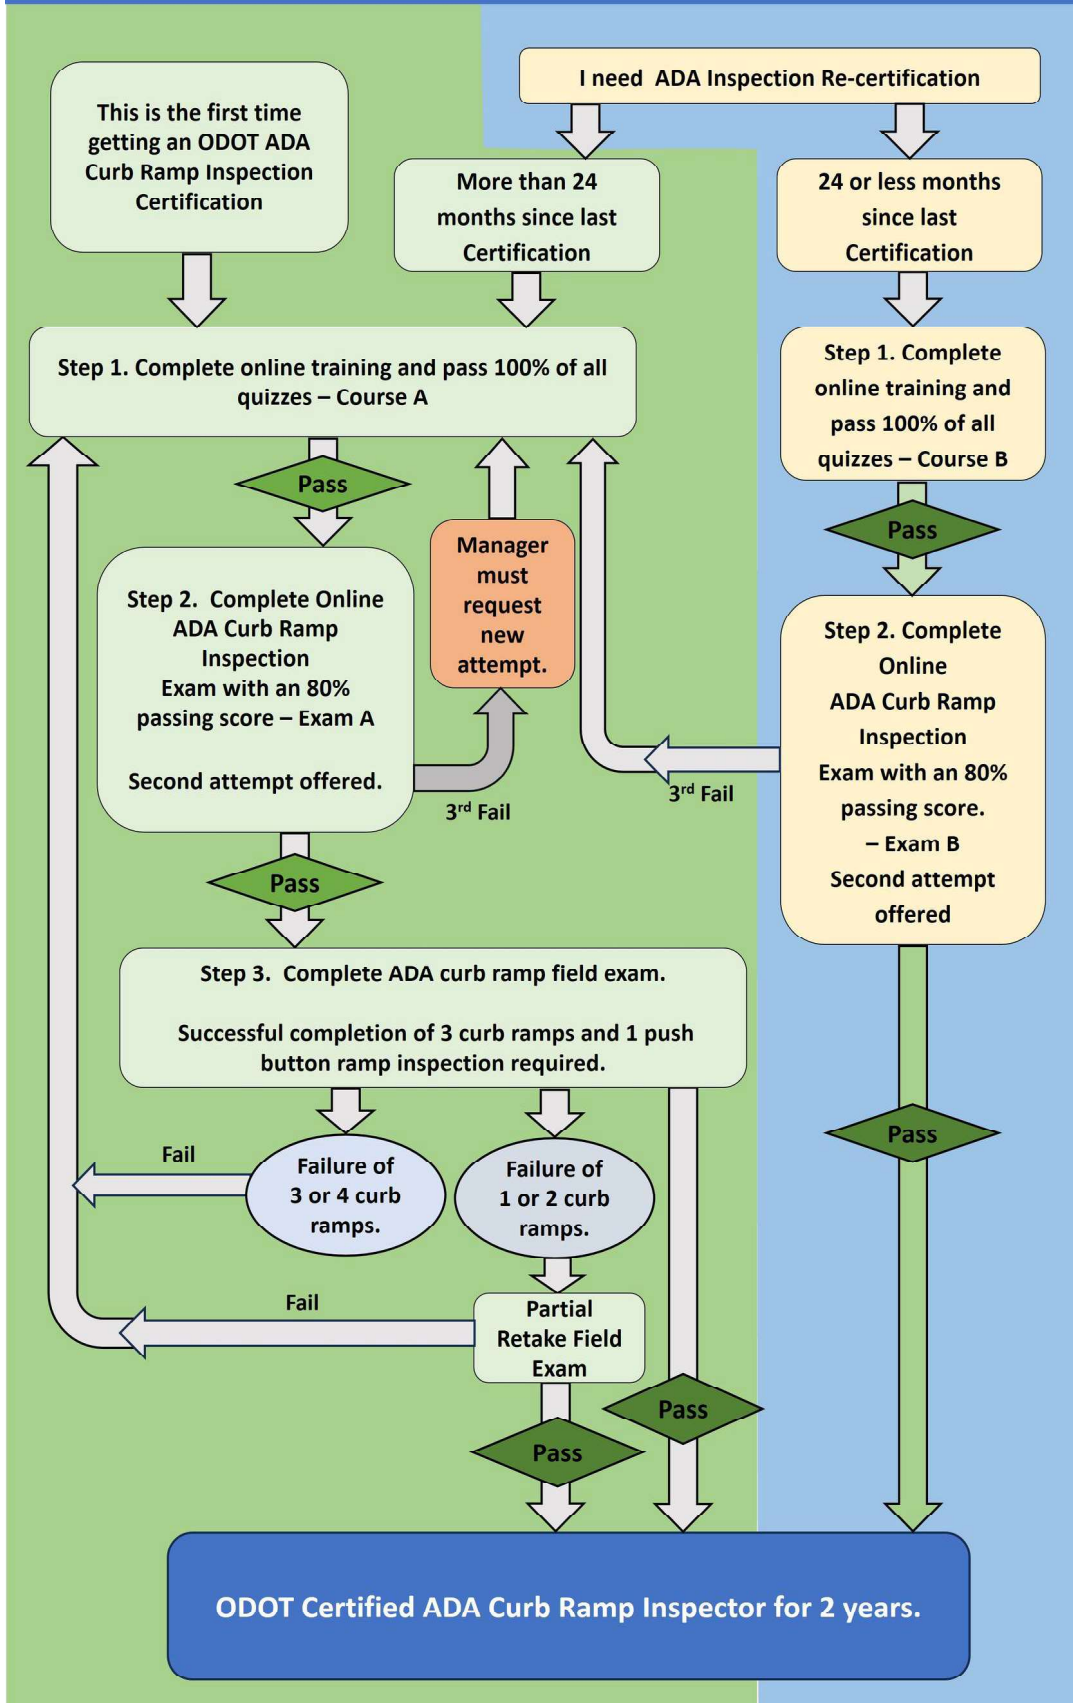 This is the first time
getting an ODOT ADA
Curb Ramp Inspection
Certification
I need  ADA Inspection Re-certification
More than 24
months since last
Certification
24 or less months
since last
Certification
Step 1. Complete online training and pass 100% of all
quizzes – Course A
Step 1. Complete
online training and
pass 100% of all
quizzes – Course B
Pass
Pass
Step 2.  Complete Online
ADA Curb Ramp
Inspection
Exam with an 80%
passing score – Exam A
Second attempt offered.
Manager
must
request
new
attempt.
3rd Fail
3rd Fail
Step 2. Complete
Online
ADA Curb Ramp
Inspection
Exam with an 80%
passing score.
– Exam B
Second attempt
offered
Pass
Step 3.  Complete ADA curb ramp field exam.
Successful completion of 3 curb ramps and 1 push
button ramp inspection required.
Fail
Failure of
3 or 4 curb
ramps.
Failure of
1 or 2 curb
ramps.
Pass
Fail
Partial
Retake Field
Exam
Pass
Pass
ODOT Certified ADA Curb Ramp Inspector for 2 years.